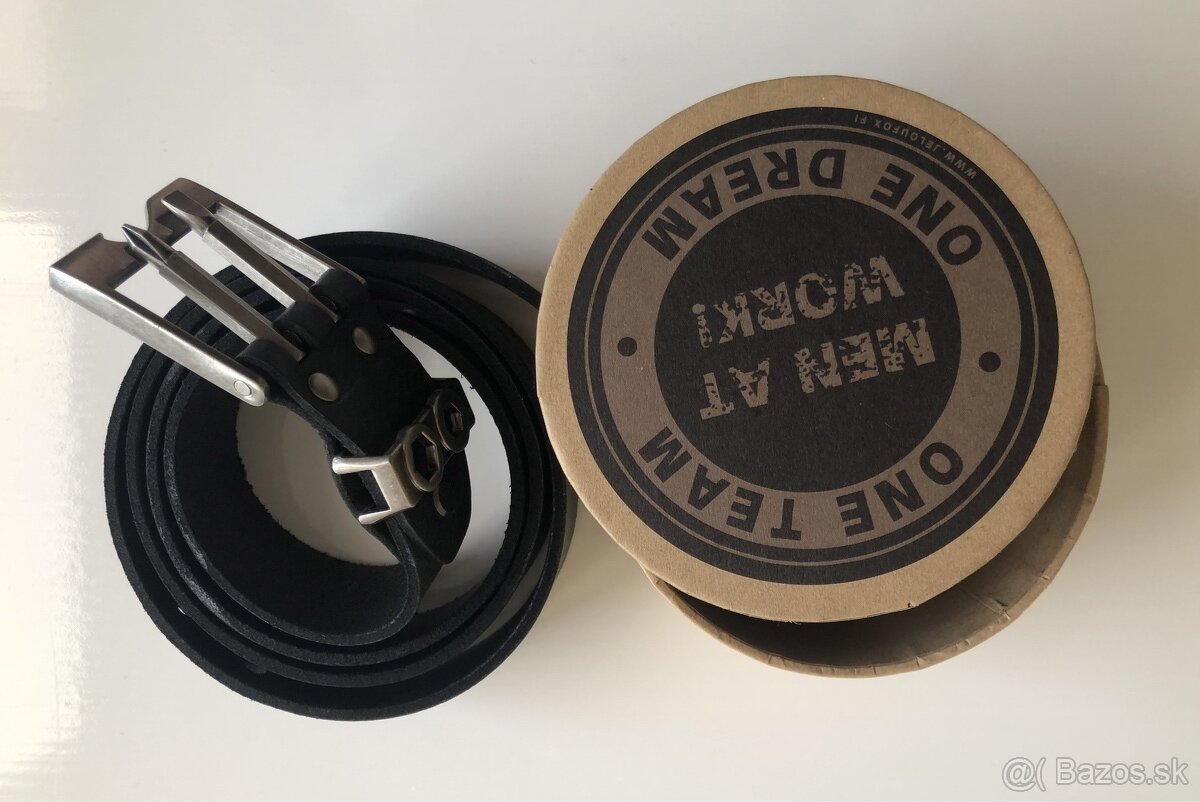 WWW.JELOUFOX.FI
ONE TEAM
MEN AT
WORK!
ONE DREAM
@( Bazos.sk